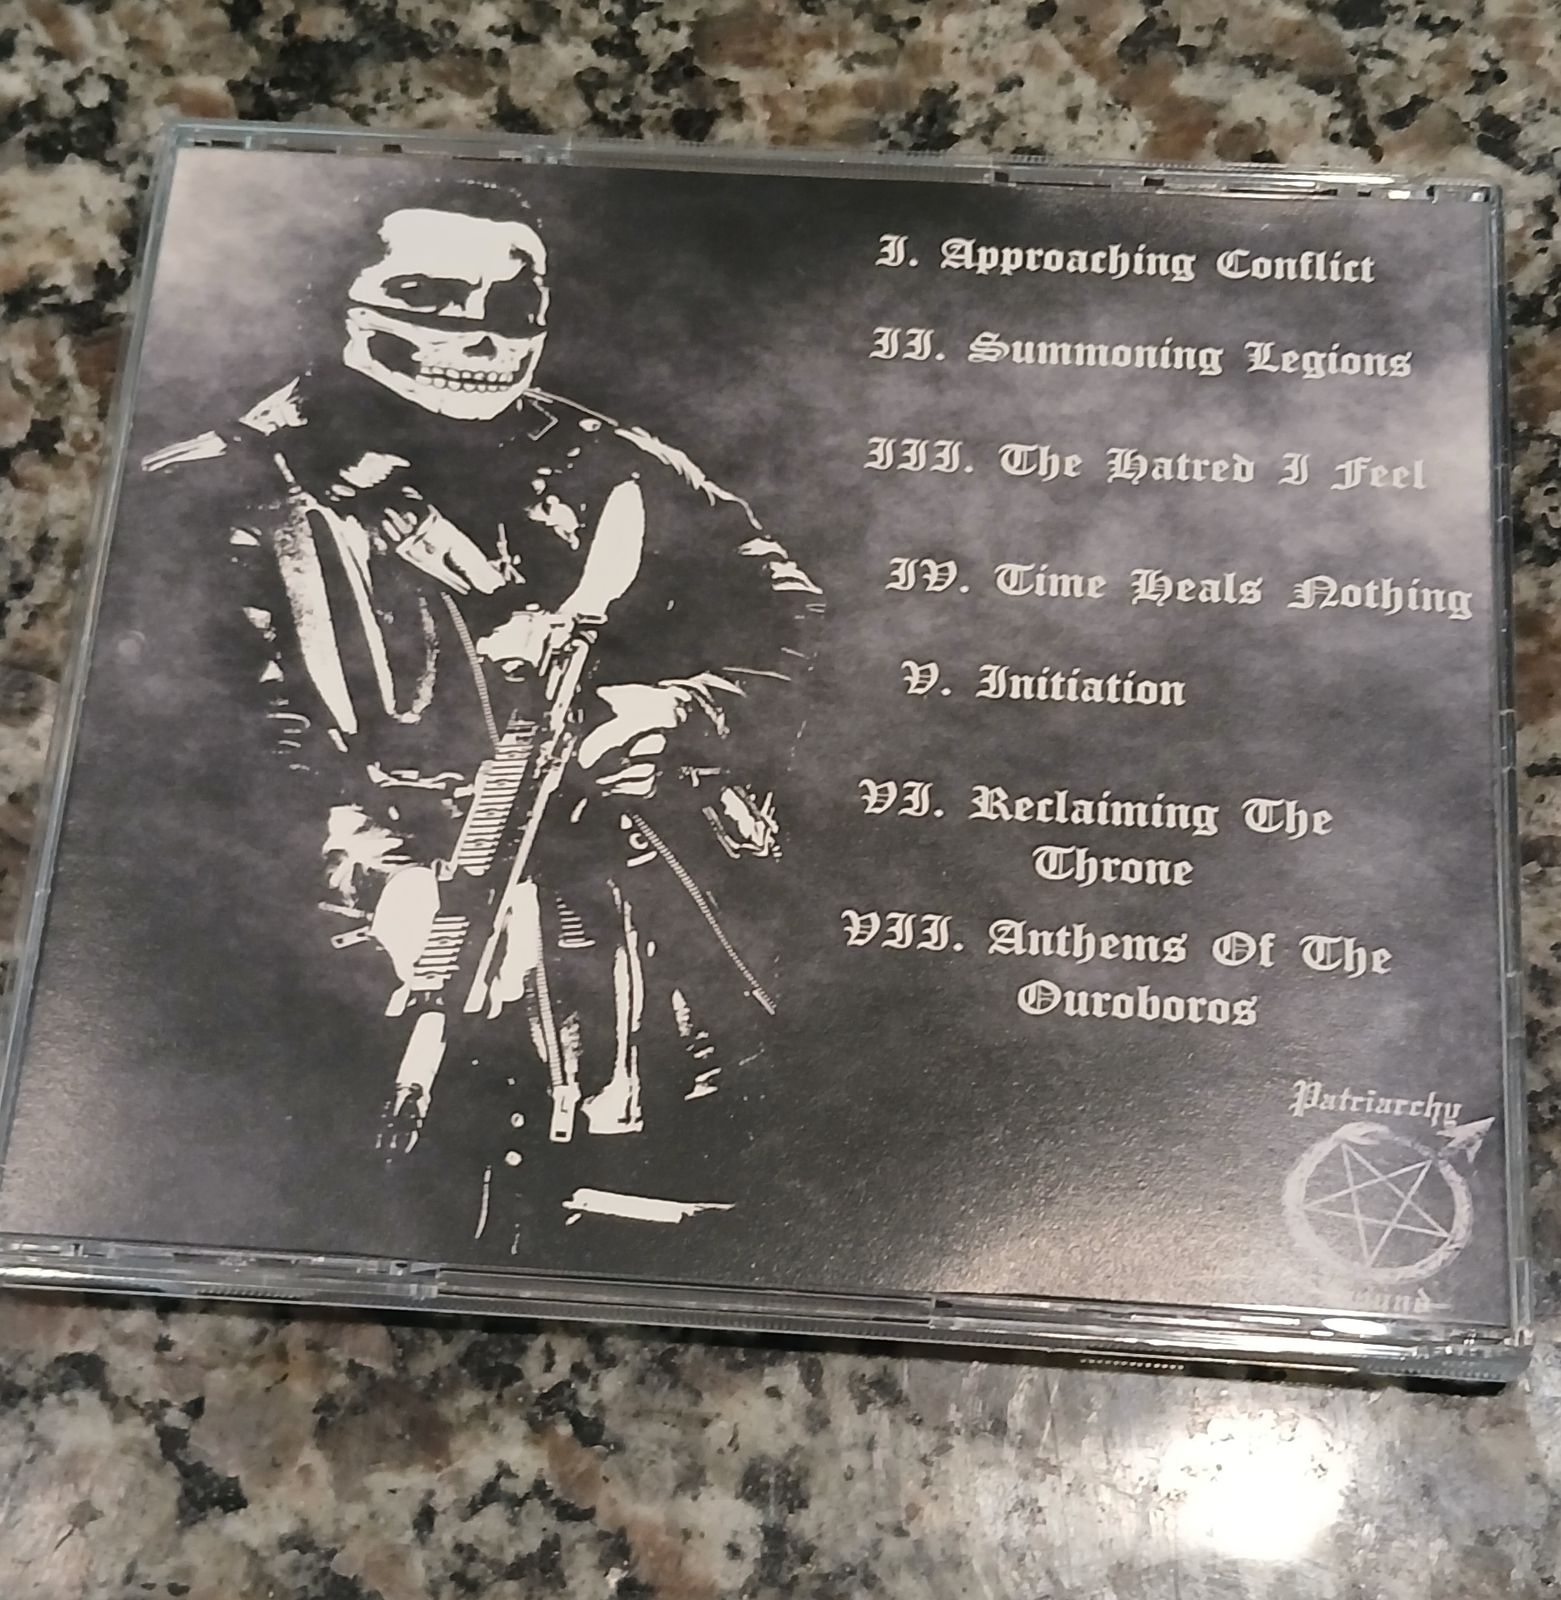 I. Approaching Conflict
II. Summoning Legions
III. The Hatred I Feel
IV. Time Heals Nothing
V. Initiation
VI. Reclaiming The
Throne
VII. Anthems Of The
Ouroboros
Patriarchy